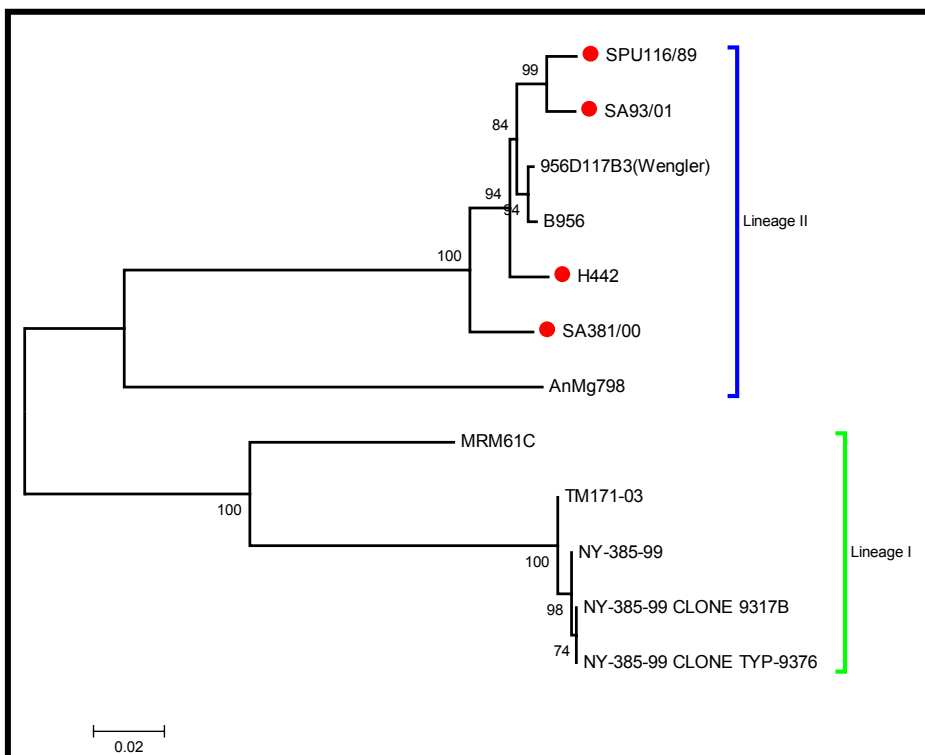 SPU116/89
99
SA93/01
84
956D117B3(Wengler)
94
94
B956
Lineage II
100
H442
SA381/00
AnMg798
MRM61C
100
TM171-03
100
NY-385-99
Lineage I
98
NY-385-99 CLONE 9317B
74
NY-385-99 CLONE TYP-9376
0.02